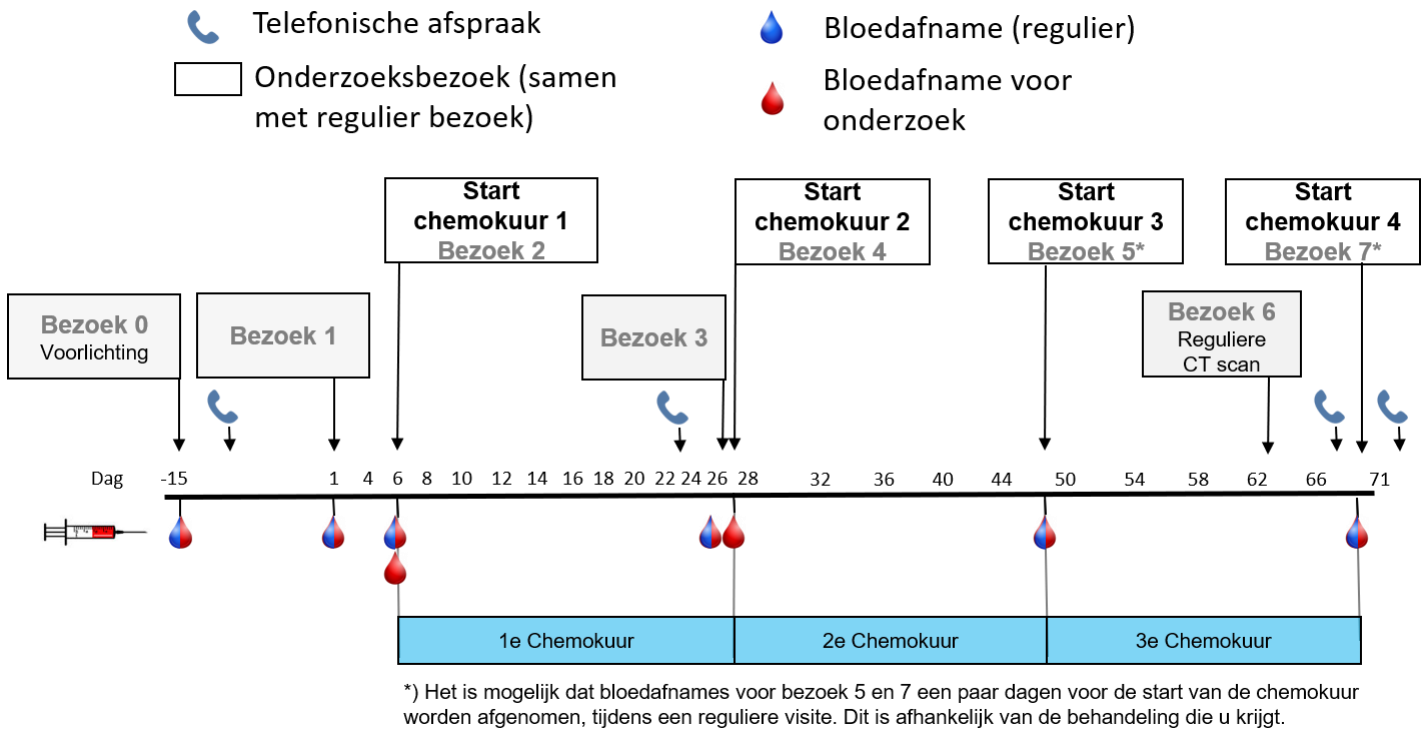 Telefonische afspraak
Onderzoeksbezoek (samen
met regulier bezoek)
Bloedafname (regulier)
Bloedafname voor
onderzoek
Start
chemokuur 1
Bezoek 2
Start
chemokuur 2
Bezoek 4
Start
chemokuur 3
Bezoek 5*
Start
chemokuur 4
Bezoek 7*
Bezoek 0
Voorlichting
Bezoek 1
Bezoek 3
Bezoek 6
Reguliere
CT scan
Dag -15 1 4 6 8 10 12 14 16 18 20 22 24 26 28 32 36 40 44 50 54 58 62 66 71
1e Chemokuur 2e Chemokuur 3e Chemokuur
*) Het is mogelijk dat bloedafnames voor bezoek 5 en 7 een paar dagen voor de start van de chemokuur
worden afgenomen, tijdens een reguliere visite. Dit is afhankelijk van de behandeling die u krijgt.